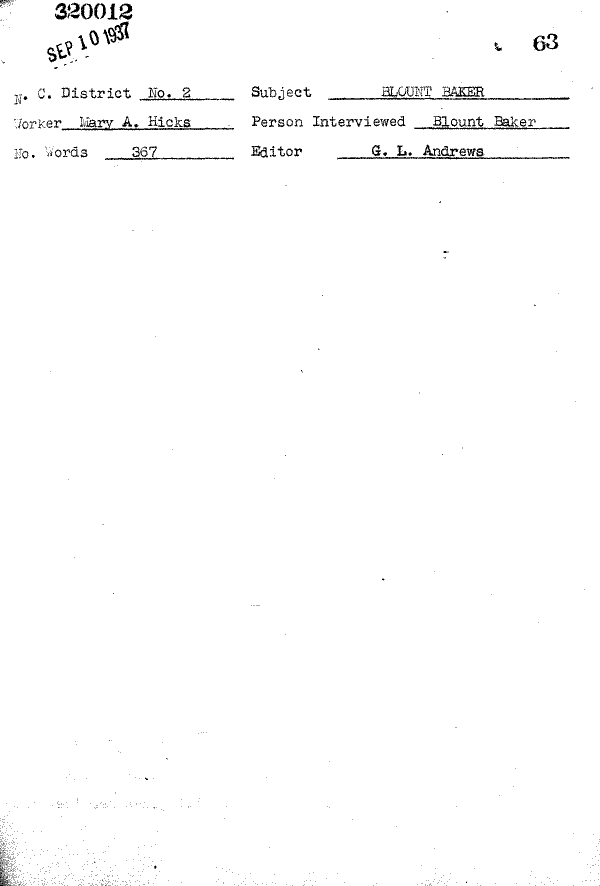 320012
SEP 10 1937
63
N. C. District No. 2 Subject BLOUNT BAKER
Worker Mary A. Hicks Person Interviewed Blount Baker
No. Words 367 Editor G. L. Andrews